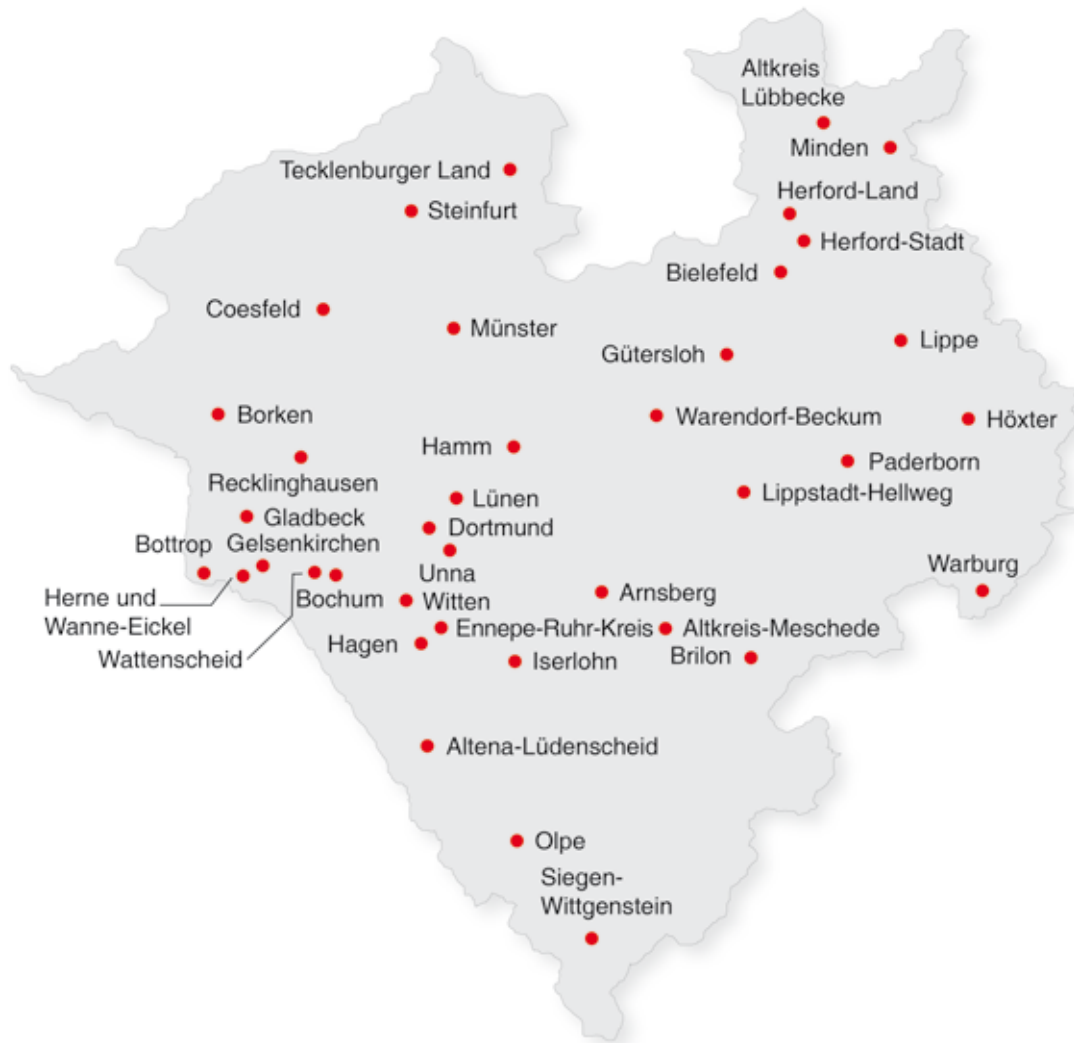 Altkreis
Lübbecke
Minden
Tecklenburger Land
Herford-Land
Steinfurt
Herford-Stadt
Bielefeld
Coesfeld
Münster
Lippe
Gütersloh
Borken
Warendorf-Beckum
Höxter
Hamm
Paderborn
Recklinghausen
Lippstadt-Hellweg
Lünen
Gladbeck
Dortmund
Bottrop
Gelsenkirchen
Warburg
Unna
Herne und
Wanne-Eickel
Bochum
Witten
Arnsberg
Ennepe-Ruhr-Kreis
Altkreis-Meschede
Hagen
Brilon
Wattenscheid
Iserlohn
Altena-Lüdenscheid
Olpe
Siegen-
Wittgenstein